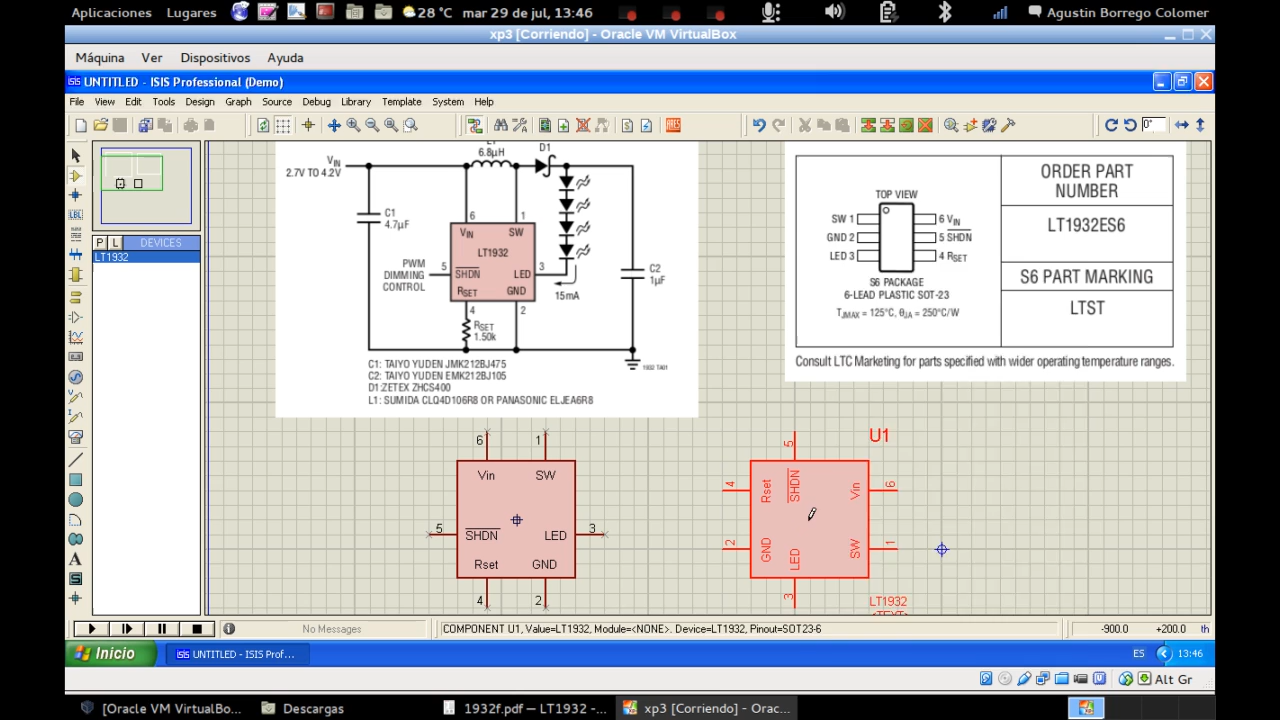 Aplicaciones Lugares 28 °C mar 29 de jul, 13:46 Agustin Borrego Colomer
xp3 [Corriendo] - Oracle VM VirtualBox
Máquina Ver Dispositivos Ayuda
ISIS UNTITLED - ISIS Professional (Demo)
File View Edit Tools Design Graph Source Debug Library Template System Help
0°
P L DEVICES
LT1932
LBL
A
VIN
2.7V TO 4.2V
6.8µH
D1
C1
4.7µF
6 1
VIN SW
LT1932
PWM
DIMMING
CONTROL
5 SHDN LED 3
RSET GND
15mA
C2
1µF
4 2
RSET
1.50k
1932 TA01
C1: TAIYO YUDEN JMK212BJ475
C2: TAIYO YUDEN EMK212BJ105
D1:ZETEX ZHCS400
L1: SUMIDA CLQ4D106R8 OR PANASONIC ELJEA6R8
TOP VIEW
SW 1 6 VIN
GND 2 5 SHDN
LED 3 4 RSET
S6 PACKAGE
6-LEAD PLASTIC SOT-23
TJMAX = 125°C, θJA = 250°C/W
ORDER PART
NUMBER
LT1932ES6
S6 PART MARKING
LTST
Consult LTC Marketing for parts specified with wider operating temperature ranges.
6 1
Vin SW
5 SHDN LED 3
Rset GND
4 2
U1
5
4 Rset SHDN Vin 6
2 GND LED SW 1
3
LT1932
<TEXT>
No Messages COMPONENT U1, Value=LT1932, Module=<NONE>. Device=LT1932, Pinout=SOT23-6 -900.0 +200.0 th
Inicio ISIS UNTITLED - ISIS Prof... ES 13:46
Alt Gr
[Oracle VM VirtualBo... Descargas 1932f.pdf — LT1932 -... xp3 [Corriendo] - Orac...